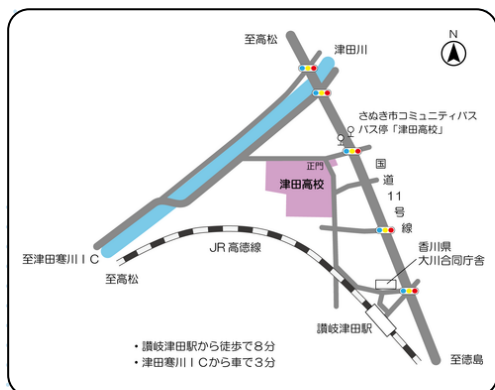 至高松
津田川
N
さぬき市コミュニティバス
バス停「津田高校」
正門
津田高校
国道11号線
香川県
大川合同庁舎
JR高徳線
至津田寒川IC
至高松
讃岐津田駅
至徳島
・讃岐津田駅から徒歩で8分
・津田寒川ICから車で3分